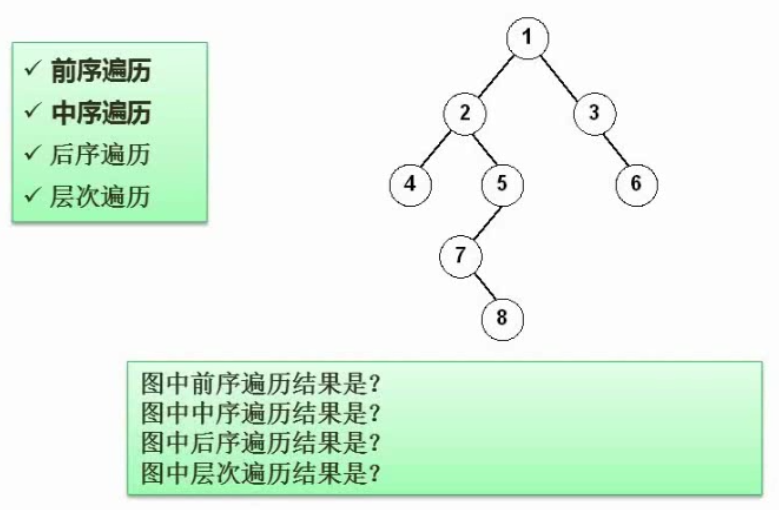 ✓ 前序遍历
✓ 中序遍历
✓ 后序遍历
✓ 层次遍历
1
2 3
4 5 6
7
8
图中前序遍历结果是?
图中中序遍历结果是?
图中后序遍历结果是?
图中层次遍历结果是?